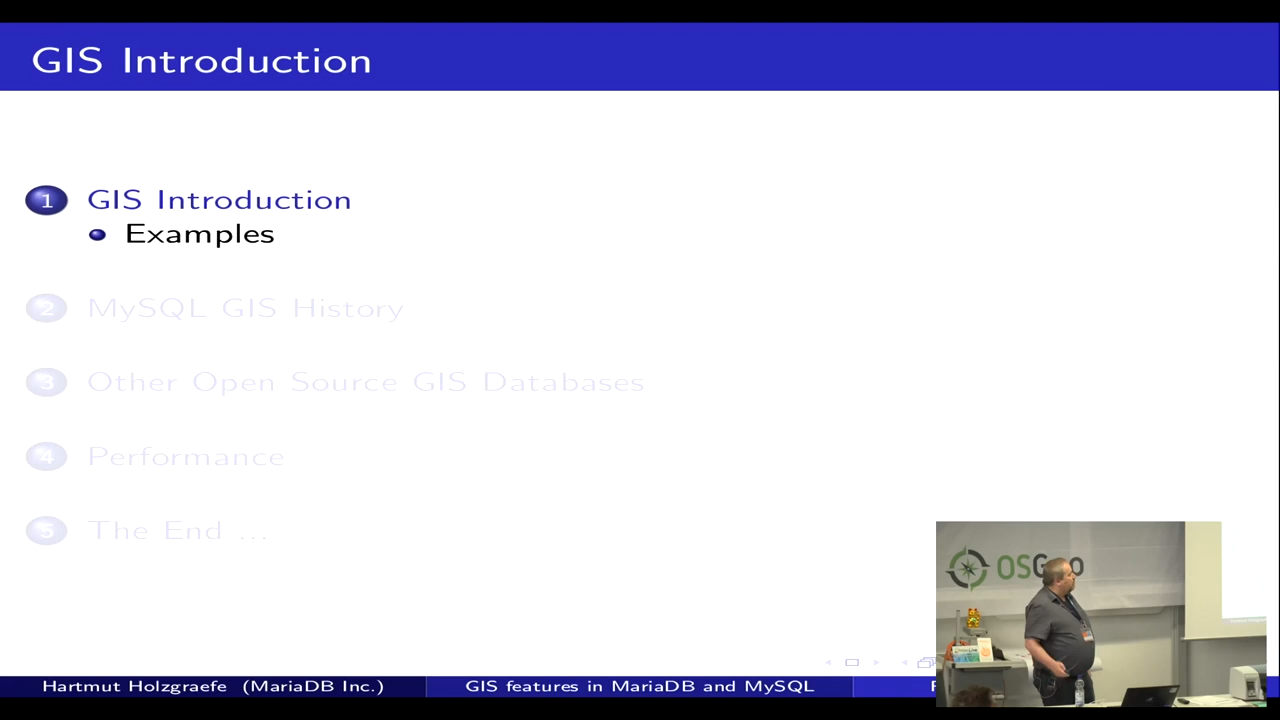 GIS Introduction
1 GIS Introduction
Examples
2 MySQL GIS History
3 Other Open Source GIS Databases
4 Performance
5 The End ...
Hartmut Holzgraefe (MariaDB Inc.) GIS features in MariaDB and MySQL